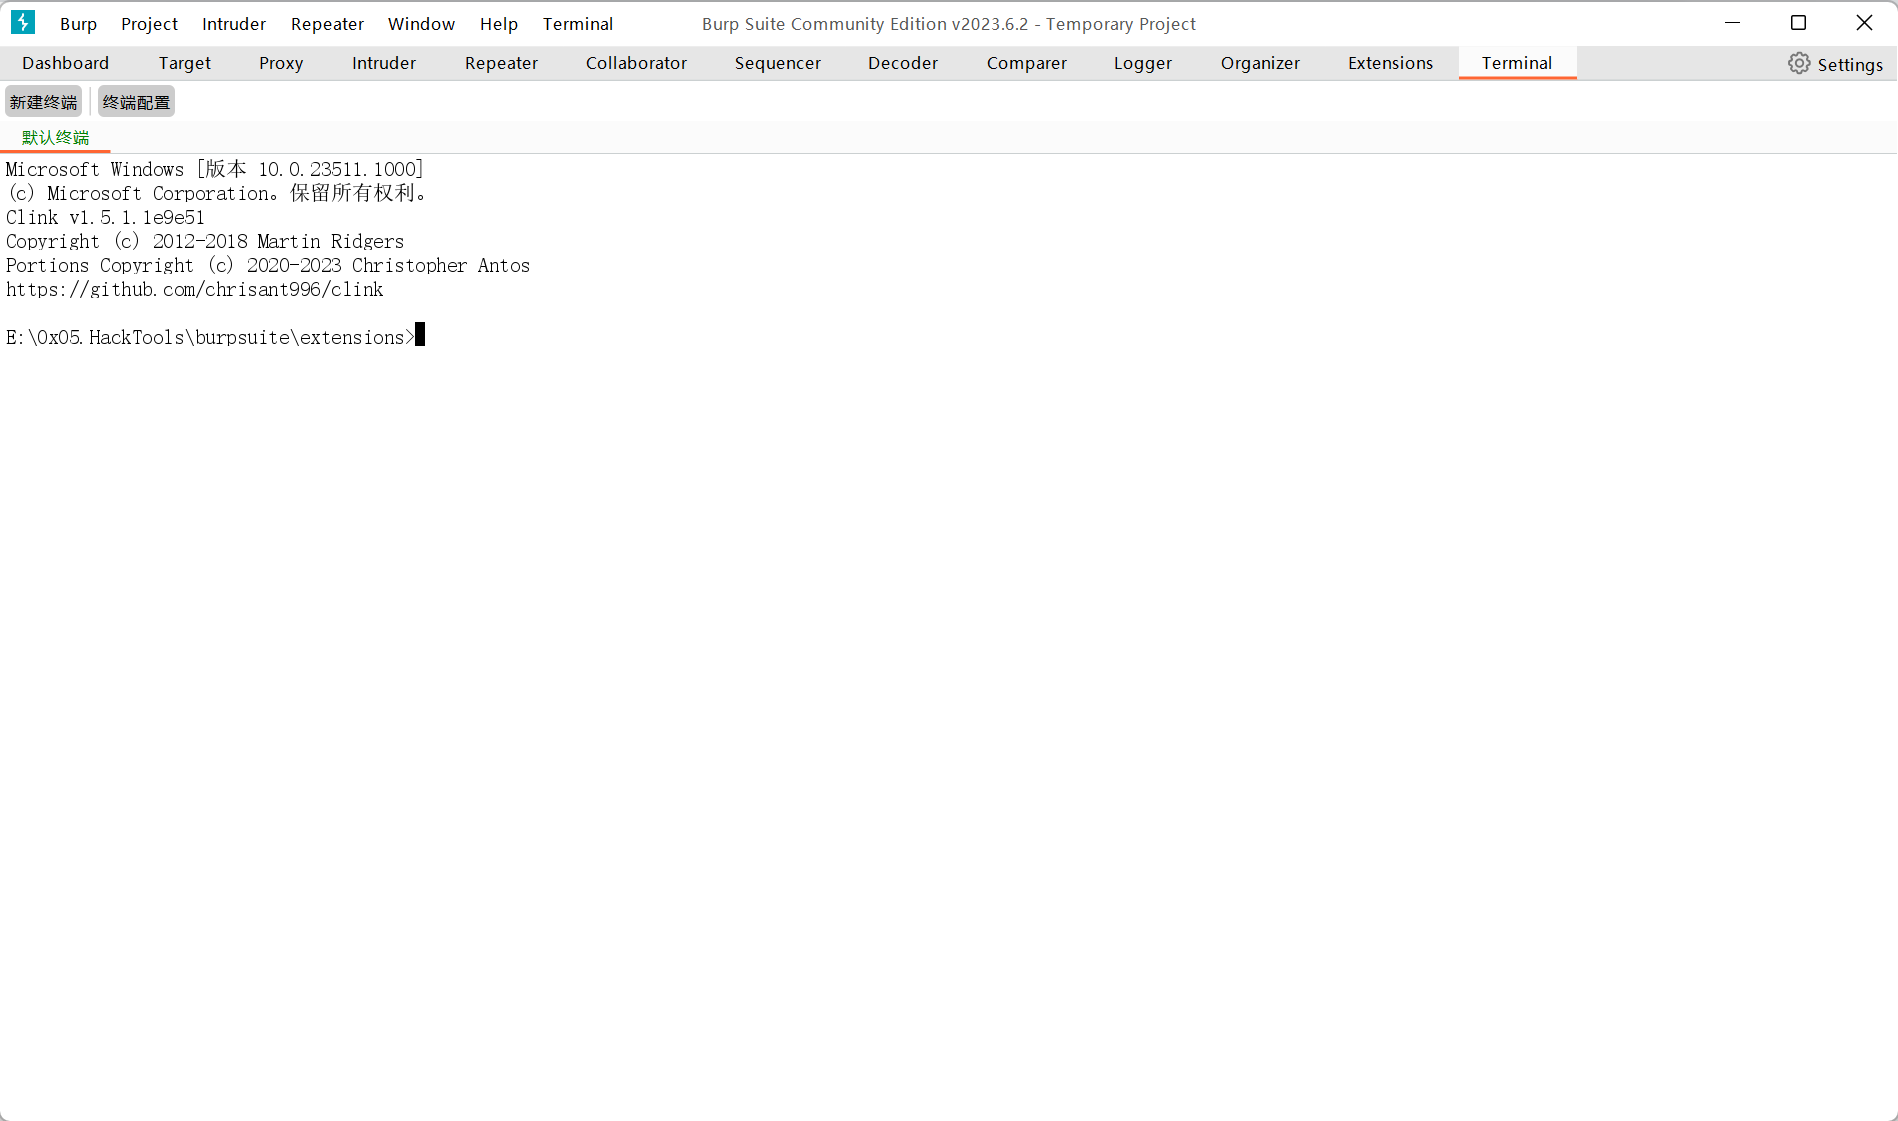 Burp Project Intruder Repeater Window Help Terminal Burp Suite Community Edition v2023.6.2 - Temporary Project
Dashboard Target Proxy Intruder Repeater Collaborator Sequencer Decoder Comparer Logger Organizer Extensions Terminal Settings
新建终端 终端配置
默认终端
Microsoft Windows [版本 10.0.23511.1000]
(c) Microsoft Corporation。保留所有权利。
Clink v1.5.1.1e9e51
Copyright (c) 2012-2018 Martin Ridgers
Portions Copyright (c) 2020-2023 Christopher Antos
https://github.com/chrisant996/clink
E:\0x05.HackTools\burpsuite\extensions>